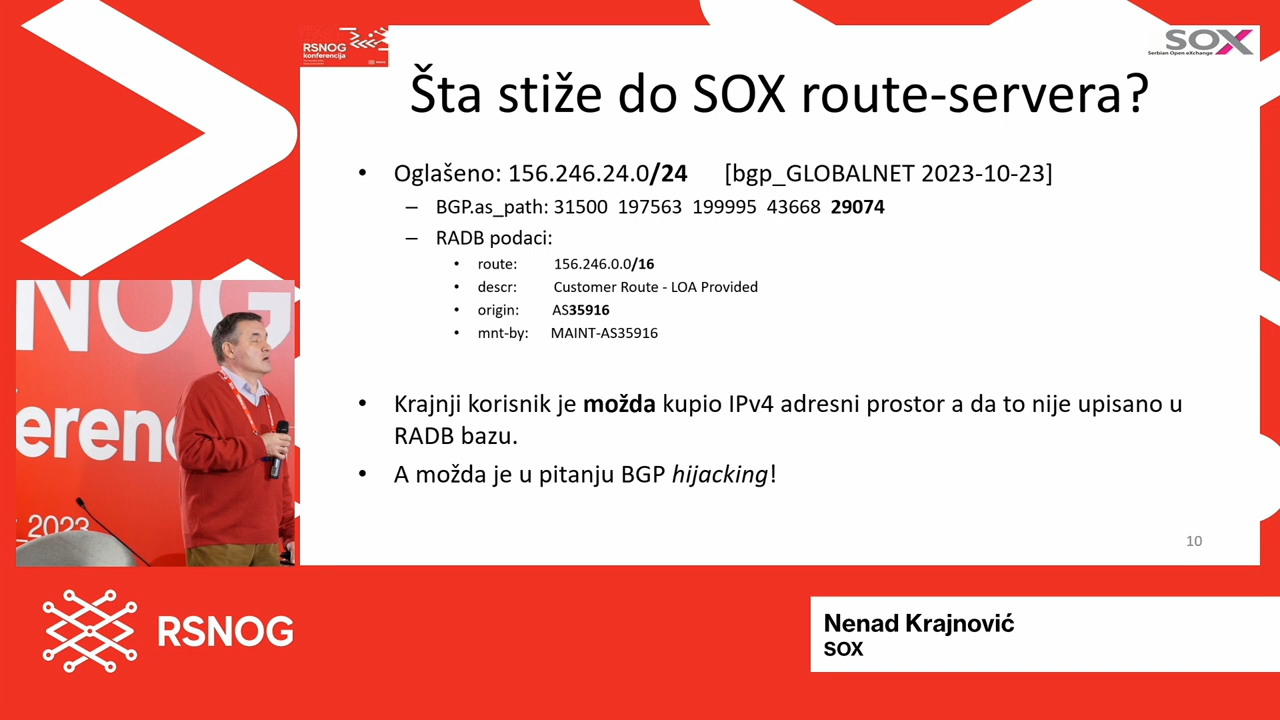 RSNOG
konferencija
SOX
Serbian Open eXchange
Šta stiže do SOX route-servera?
• Oglašeno: 156.246.24.0/24 [bgp_GLOBALNET 2023-10-23]
– BGP.as_path: 31500 197563 199995 43668 29074
– RADB podaci:
• route: 156.246.0.0/16
• descr: Customer Route - LOA Provided
• origin: AS35916
• mnt-by: MAINT-AS35916
• Krajnji korisnik je možda kupio IPv4 adresni prostor a da to nije upisano u
RADB bazu.
• A možda je u pitanju BGP hijacking!
10
NOG
erenc
2023
RSNOG
Nenad Krajnović
SOX